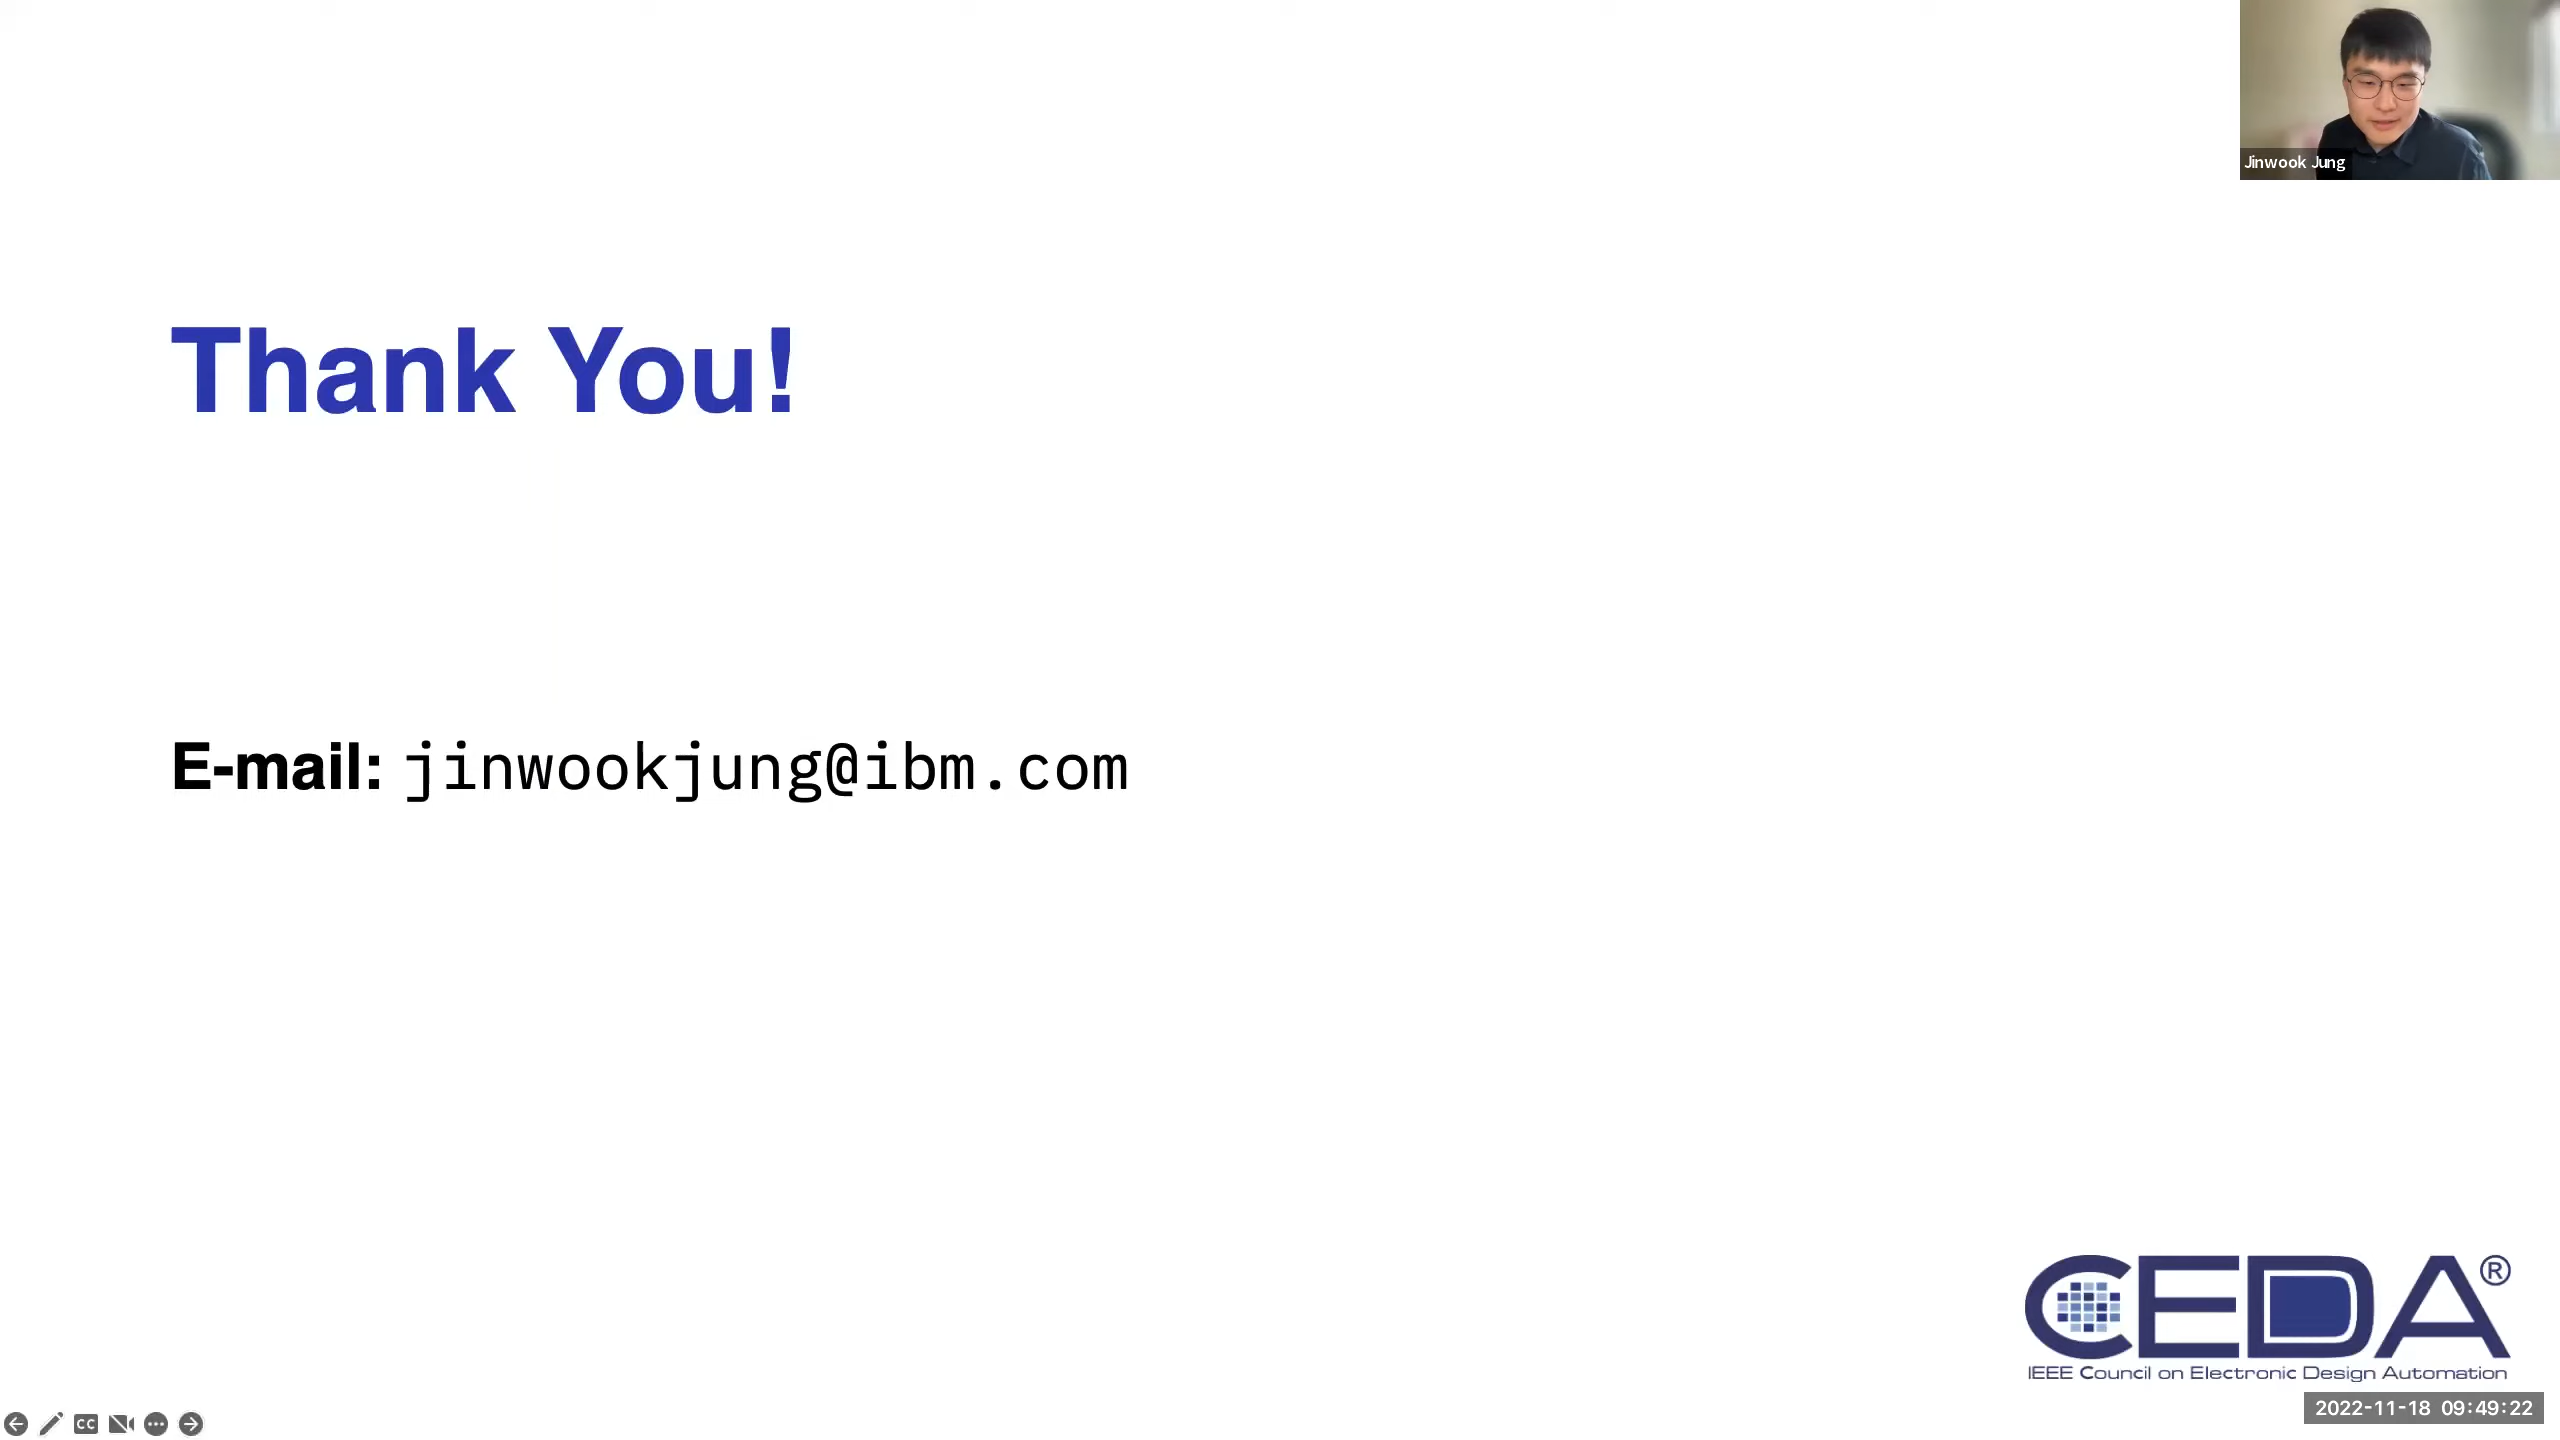 Jinwook Jung
Thank You!
E-mail: jinwookjung@ibm.com
CEDA®
IEEE Council on Electronic Design Automation
2022-11-18 09:49:22
CC